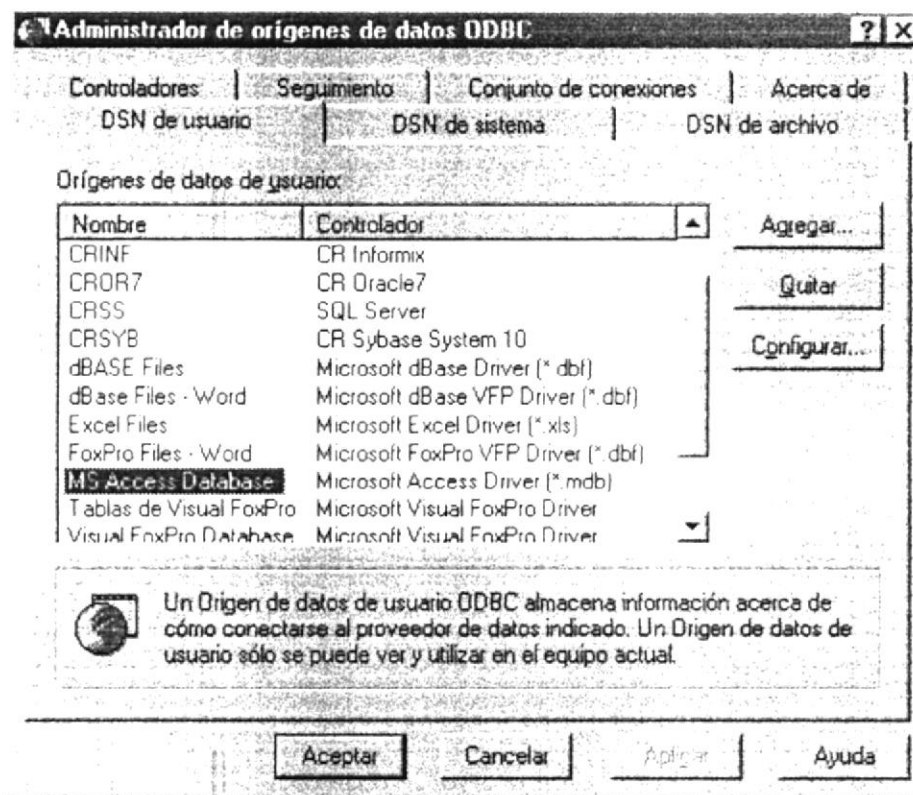 Administrador de orígenes de datos ODBC
Controladores Seguimiento Conjunto de conexiones Acerca de
DSN de usuario DSN de sistema DSN de archivo
Orígenes de datos de usuario:
Nombre Controlador
CRINF CR Informix
CROR7 CR Oracle7
CRSS SQL Server
CRSYB CR Sybase System 10
dBASE Files Microsoft dBase Driver (*.dbf)
dBase Files - Word Microsoft dBase VFP Driver (*.dbf)
Excel Files Microsoft Excel Driver (*.xls)
FoxPro Files - Word Microsoft FoxPro VFP Driver (*.dbf)
MS Access Database Microsoft Access Driver (*.mdb)
Tablas de Visual FoxPro Microsoft Visual FoxPro Driver
Visual FoxPro Database Microsoft Visual FoxPro Driver
Agregar...
Quitar
Configurar...
Un Origen de datos de usuario ODBC almacena información acerca de
cómo conectarse al proveedor de datos indicado. Un Origen de datos de
usuario sólo se puede ver y utilizar en el equipo actual.
Aceptar Cancelar Aplicar Ayuda